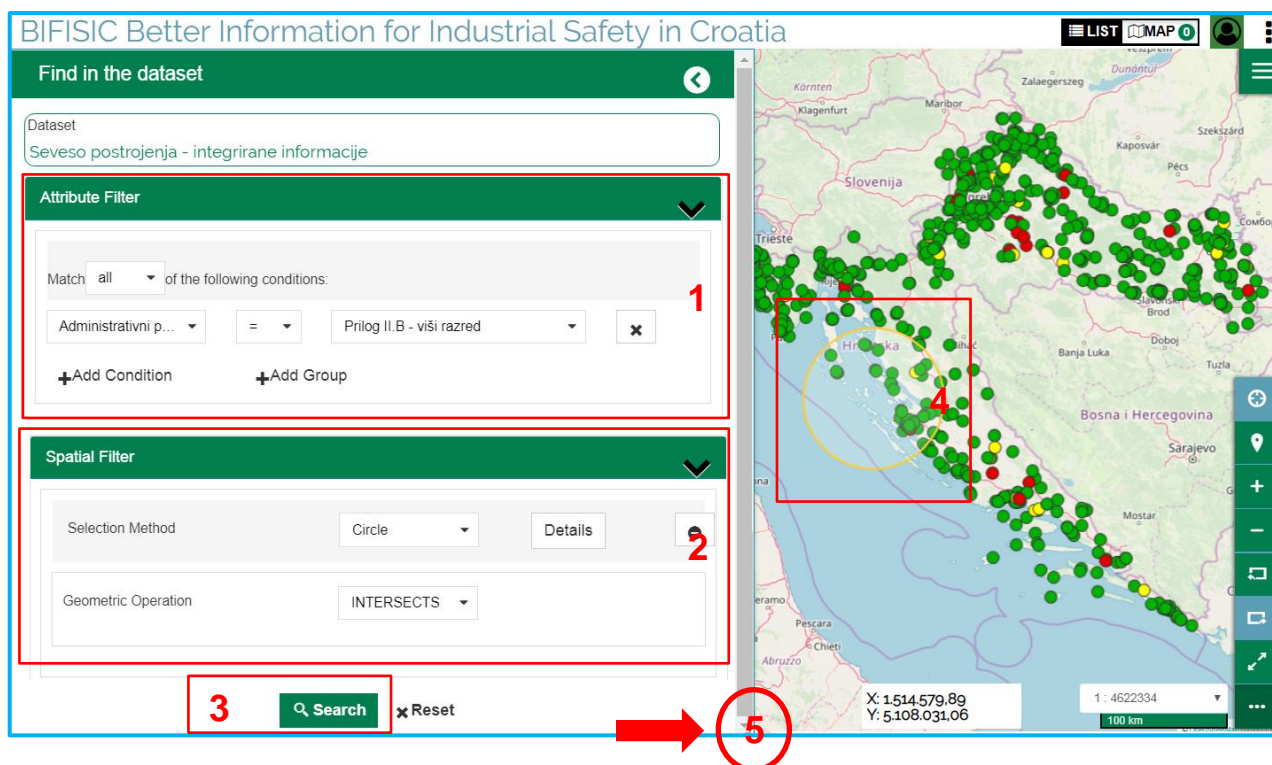 BIFISIC Better Information for Industrial Safety in Croatia
LIST MAP 0
Find in the dataset
Dataset
Seveso postrojenja - integrirane informacije
Attribute Filter
Match all of the following conditions:
1
Administrativni p... = Prilog II.B - viši razred
Add Condition Add Group
Spatial Filter
Selection Method Circle Details
2
Geometric Operation INTERSECTS
3
Search Reset
5
Veszprém
Dunántúl
Kärnten
Zalaegerszeg
Klagenfurt
Maribor
Szekszárd
Kaposvár
Pécs
Slovenija
Trieste
Slavonski
Brod
Hrvatska
Bihać
Banja Luka
Doboj
Tuzla
4
Bosna i Hercegovina
Sarajevo
Mostar
Pescara
Chieti
Abruzzo
X: 1.514.579,89
Y: 5.108.031,06
1 : 4622334
100 km